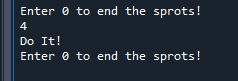 Enter 0 to end the sprots!
4
Do It!
Enter 0 to end the sprots!